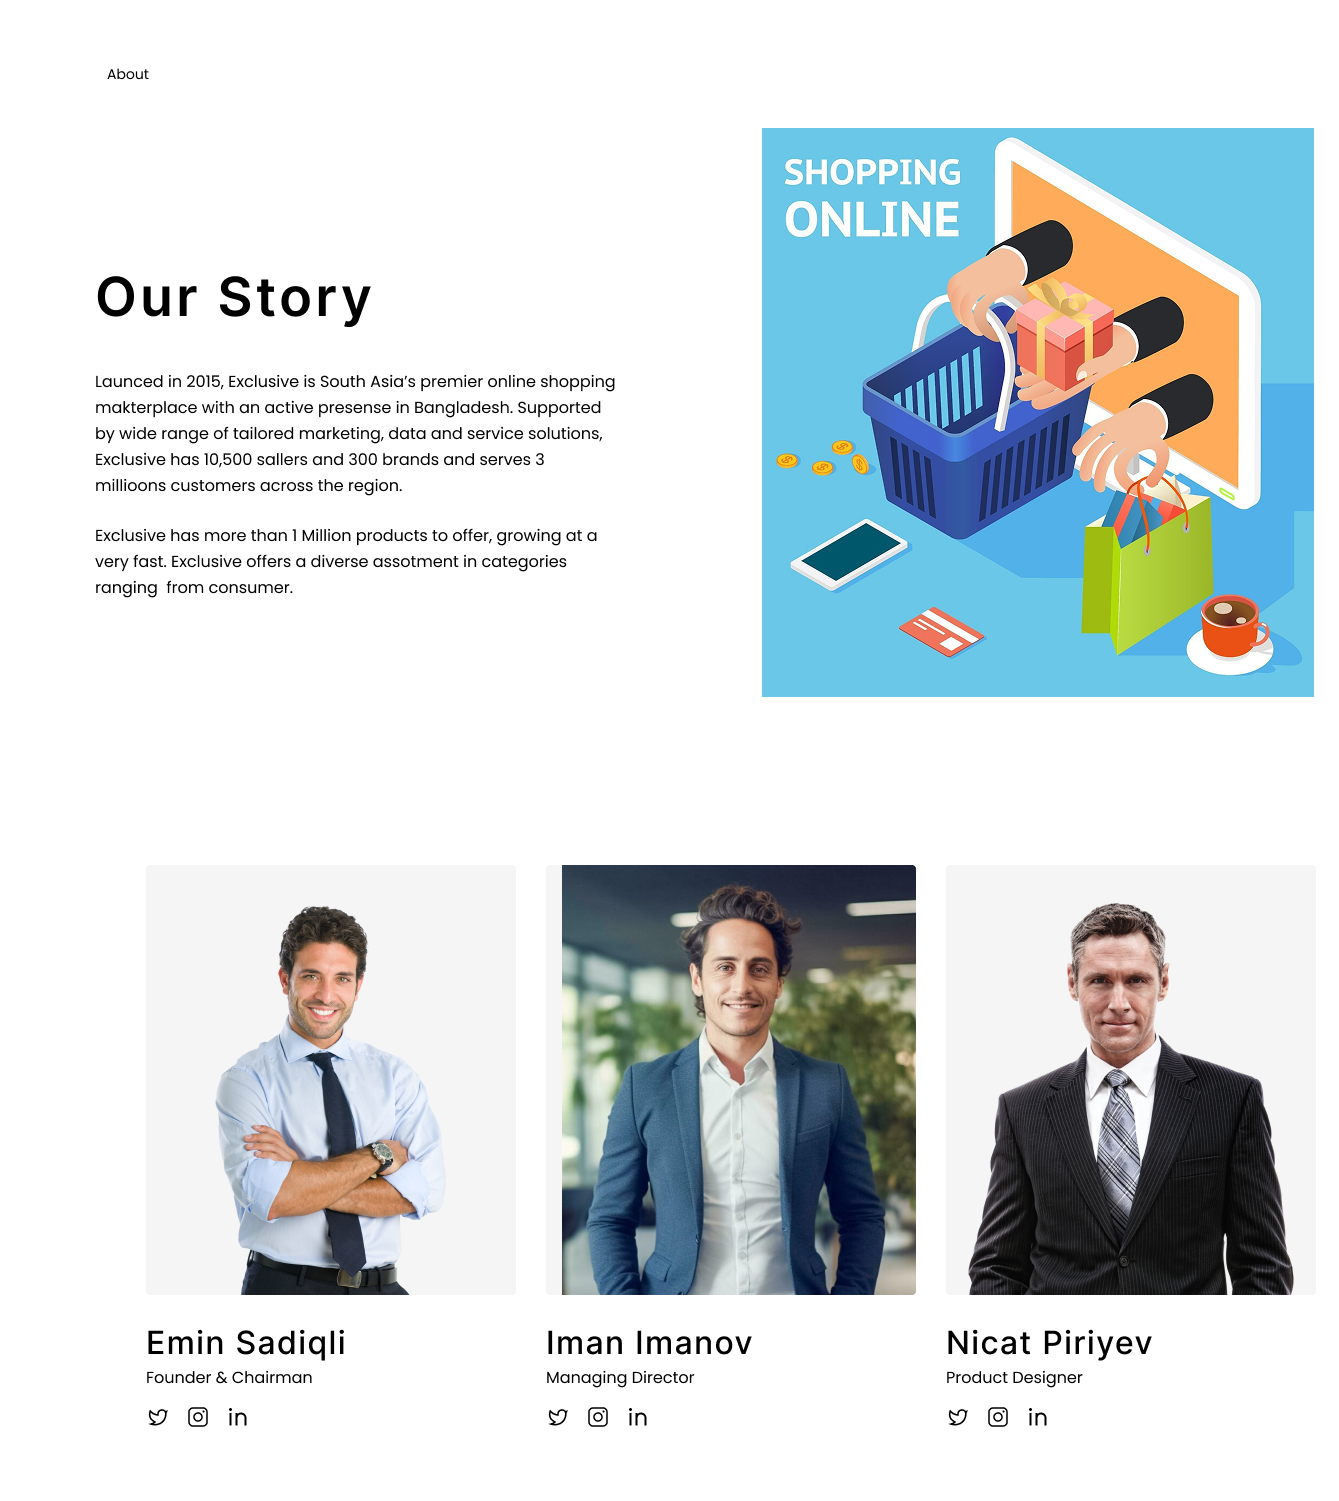 About
SHOPPING
ONLINE
Our Story
Launced in 2015, Exclusive is South Asia’s premier online shopping
makterplace with an active presense in Bangladesh. Supported
by wide range of tailored marketing, data and service solutions,
Exclusive has 10,500 sallers and 300 brands and serves 3
millioons customers across the region.
Exclusive has more than 1 Million products to offer, growing at a
very fast. Exclusive offers a diverse assotment in categories
ranging  from consumer.
Emin Sadiqli
Founder & Chairman
in
Iman Imanov
Managing Director
in
Nicat Piriyev
Product Designer
in